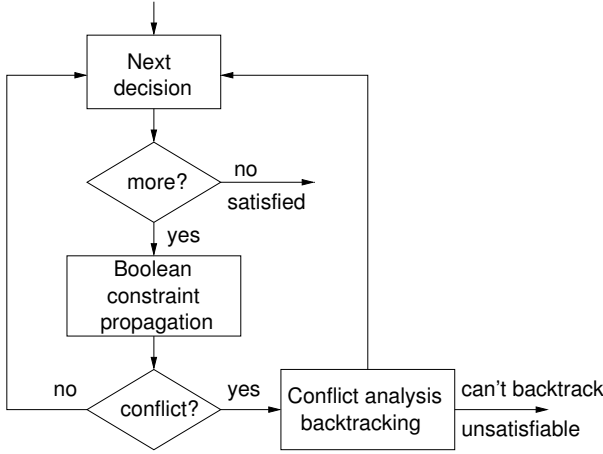 Next
decision
more?
no
satisfied
yes
Boolean
constraint
propagation
no
conflict?
yes
Conflict analysis
backtracking
can't backtrack
unsatisfiable